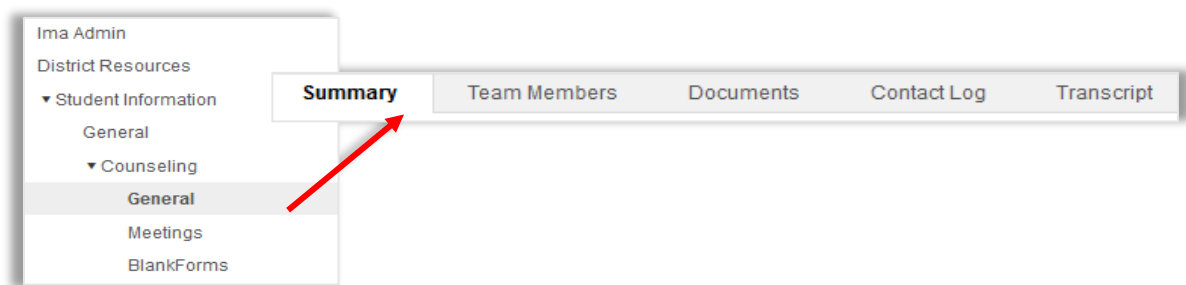 Ima Admin
District Resources
▾ Student Information
General
▾ Counseling
General
Meetings
BlankForms
Summary Team Members Documents Contact Log Transcript